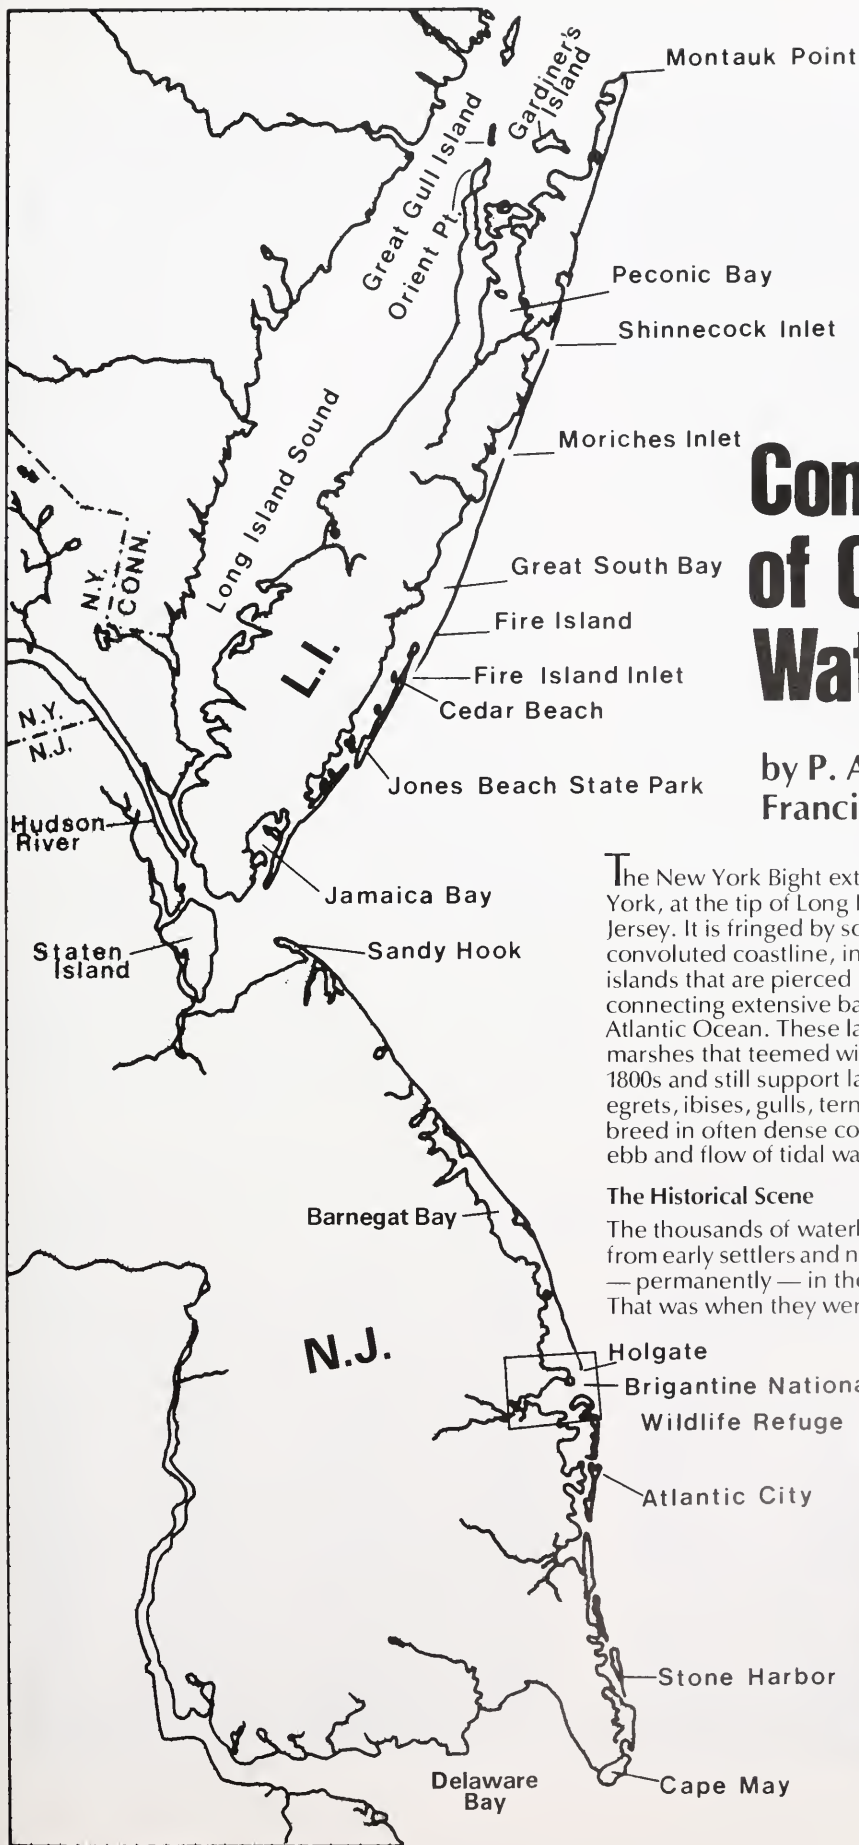 Montauk Point
Gardiner's
Island
Great Gull Island
Orient Pt.
Peconic Bay
Shinnecock Inlet
Long Island Sound
Moriches Inlet
N.Y.
CONN.
Great South Bay
Fire Island
L.I.
Fire Island Inlet
Cedar Beach
N.Y.
N.J.
Jones Beach State Park
Hudson
River
Jamaica Bay
Staten
Island
Sandy Hook
Barnegat Bay
N.J.
Holgate
Brigantine Nationa
Wildlife Refuge
Atlantic City
Stone Harbor
Delaware
Bay
Cape May
Con
of
Wat
by P. A
Franci
The New York Bight ext
York, at the tip of Long
Jersey. It is fringed by sc
convoluted coastline, in
islands that are pierced
connecting extensive ba
Atlantic Ocean. These la
marshes that teemed wi
1800s and still support la
egrets, ibises, gulls, tern
breed in often dense co
ebb and flow of tidal wa
The Historical Scene
The thousands of waterl
from early settlers and n
— permanently — in the
That was when they wer